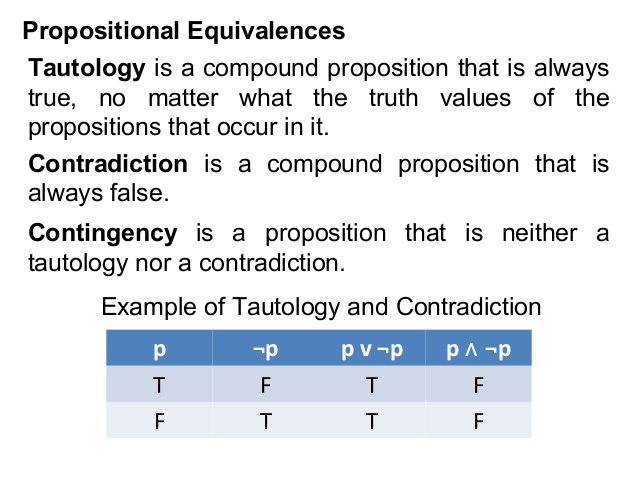 Propositional Equivalences
Tautology is a compound proposition that is always
true, no matter what the truth values of the
propositions that occur in it.
Contradiction is a compound proposition that is
always false.
Contingency is a proposition that is neither a
tautology nor a contradiction.
Example of Tautology and Contradiction
p ¬p p v ¬p p ∧ ¬p
T F T F
F T T F